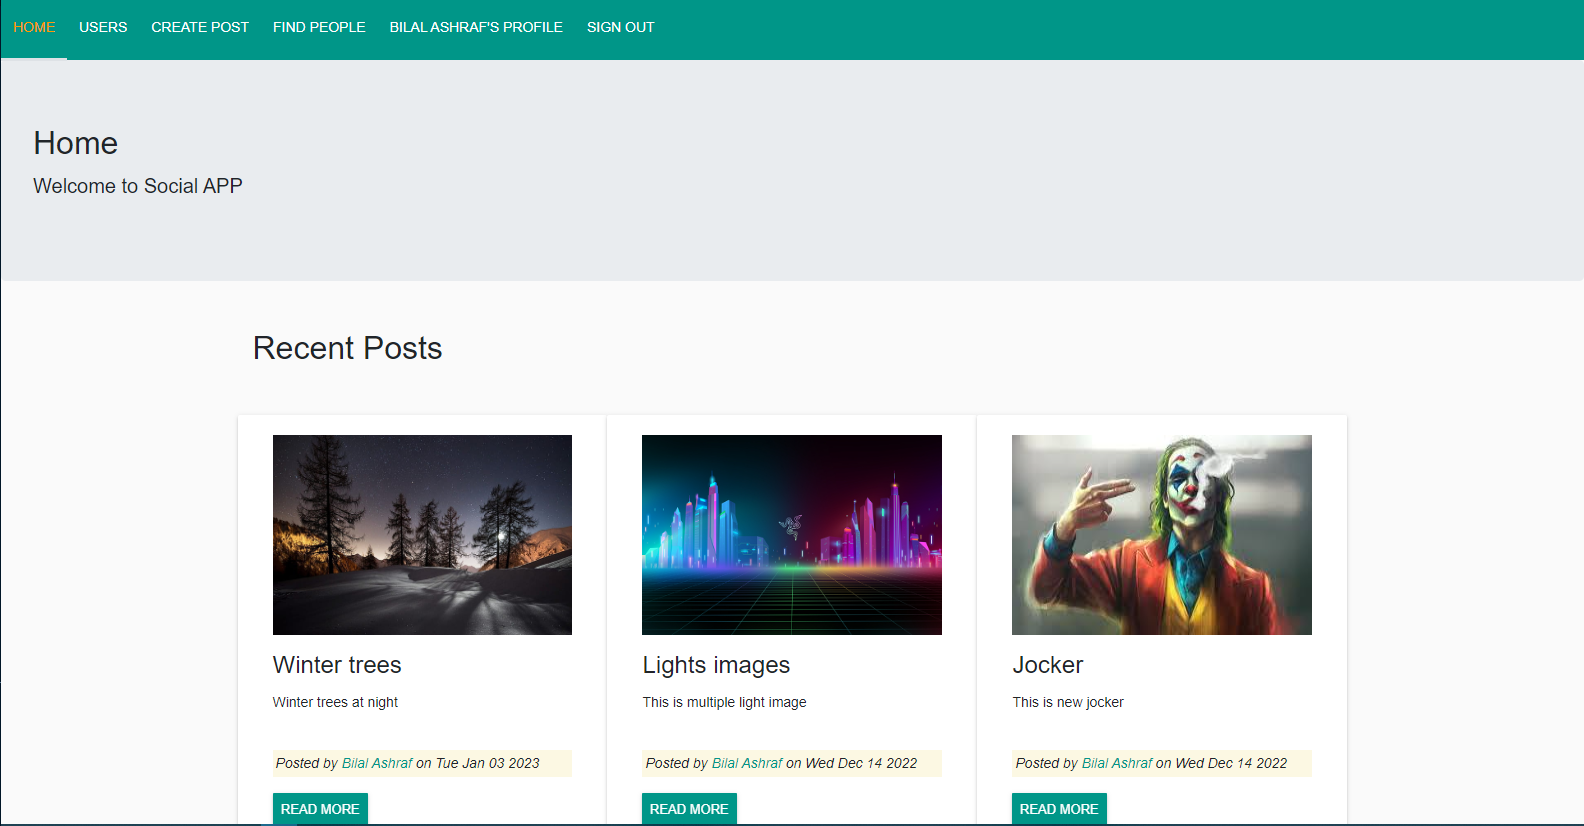 HOME USERS CREATE POST FIND PEOPLE BILAL ASHRAF'S PROFILE SIGN OUT
Home
Welcome to Social APP
Recent Posts
Winter trees
Winter trees at night
Posted by Bilal Ashraf on Tue Jan 03 2023
READ MORE
Lights images
This is multiple light image
Posted by Bilal Ashraf on Wed Dec 14 2022
READ MORE
Jocker
This is new jocker
Posted by Bilal Ashraf on Wed Dec 14 2022
READ MORE